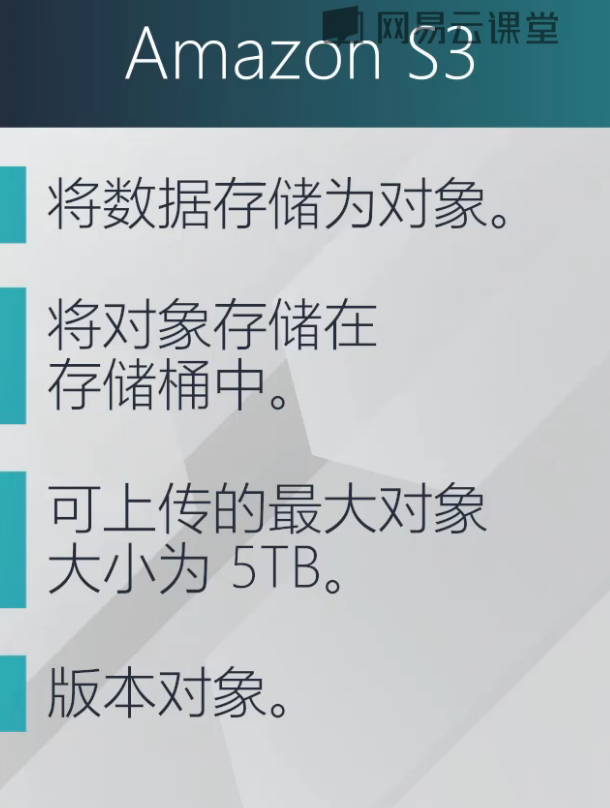 网易云课堂
Amazon S3
将数据存储为对象。
将对象存储在
存储桶中。
可上传的最大对象
大小为 5TB。
版本对象。